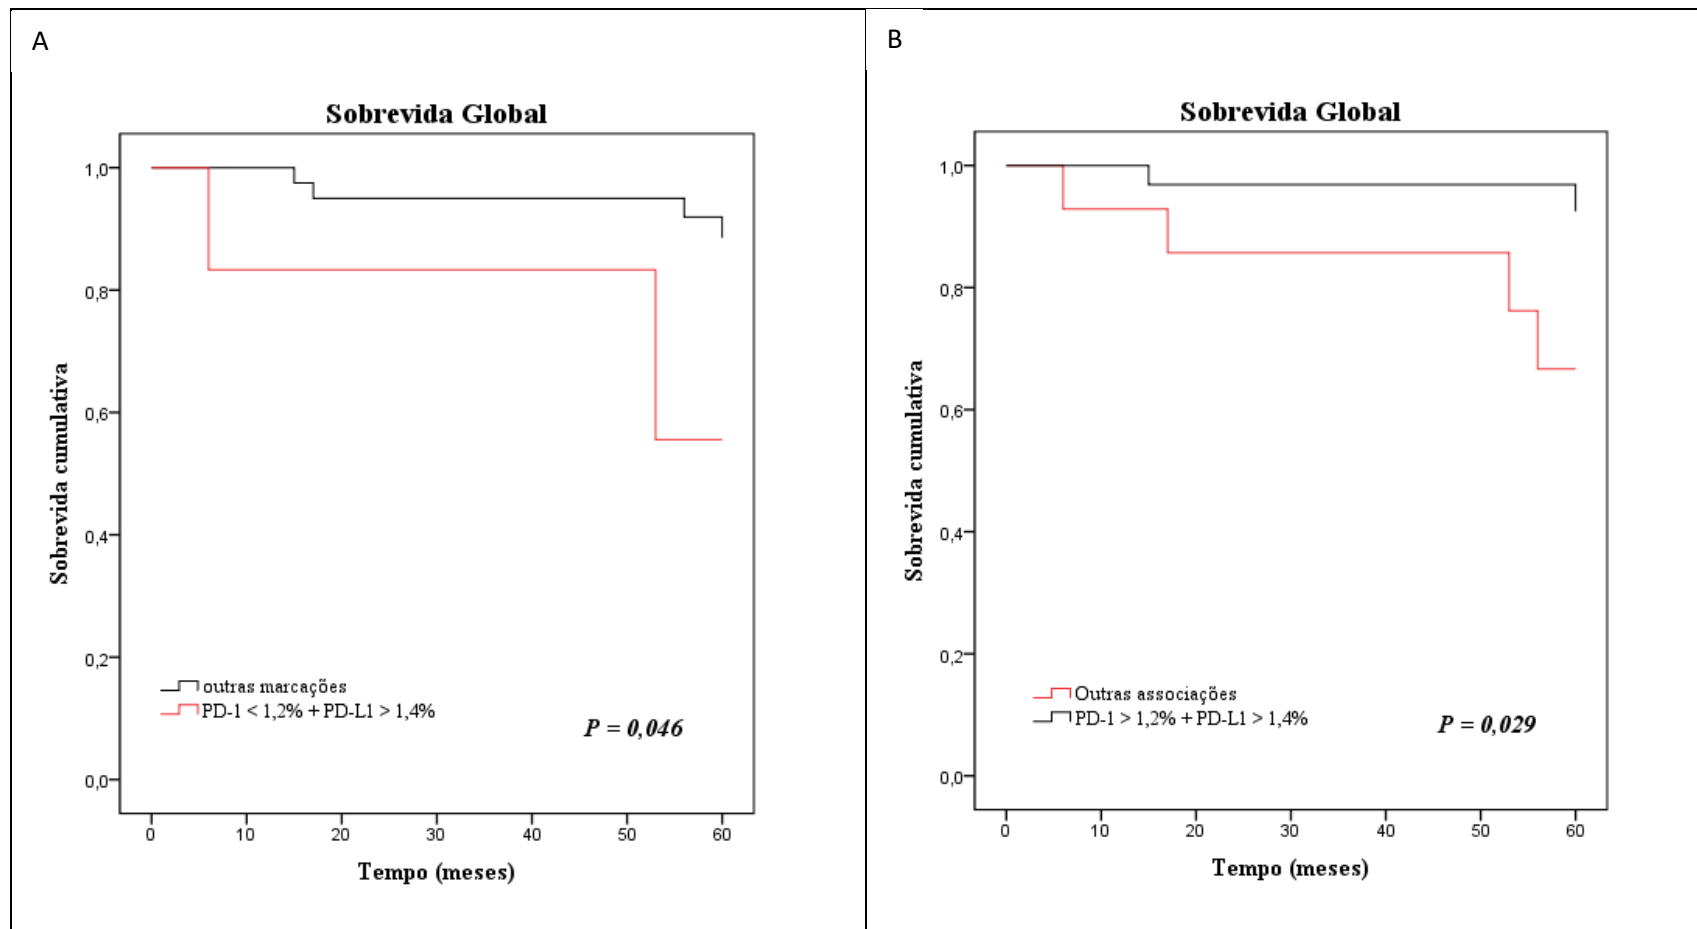 A
Sobrevida Global
Sobrevida cumulativa
1,0
0,8
0,6
0,4
0,2
0,0
outras marcações
PD-1 < 1,2% + PD-L1 > 1,4%
P = 0,046
0 10 20 30 40 50 60
Tempo (meses)
B
Sobrevida Global
Sobrevida cumulativa
1,0
0,8
0,6
0,4
0,2
0,0
Outras associações
PD-1 > 1,2% + PD-L1 > 1,4%
P = 0,029
0 10 20 30 40 50 60
Tempo (meses)